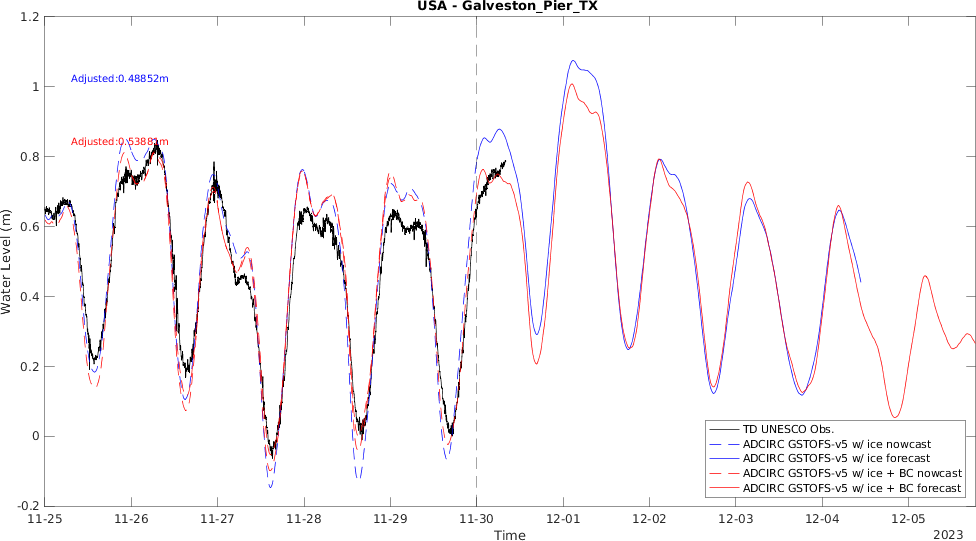 USA - Galveston_Pier_TX
1.2
1
0.8
0.6
0.4
0.2
0
-0.2
Water Level (m)
Adjusted:0.48852m
Adjusted:0.53881m
TD UNESCO Obs.
ADCIRC GSTOFS-v5 w/ ice nowcast
ADCIRC GSTOFS-v5 w/ ice forecast
ADCIRC GSTOFS-v5 w/ ice + BC nowcast
ADCIRC GSTOFS-v5 w/ ice + BC forecast
11-25 11-26 11-27 11-28 11-29 11-30 12-01 12-02 12-03 12-04 12-05
Time
2023